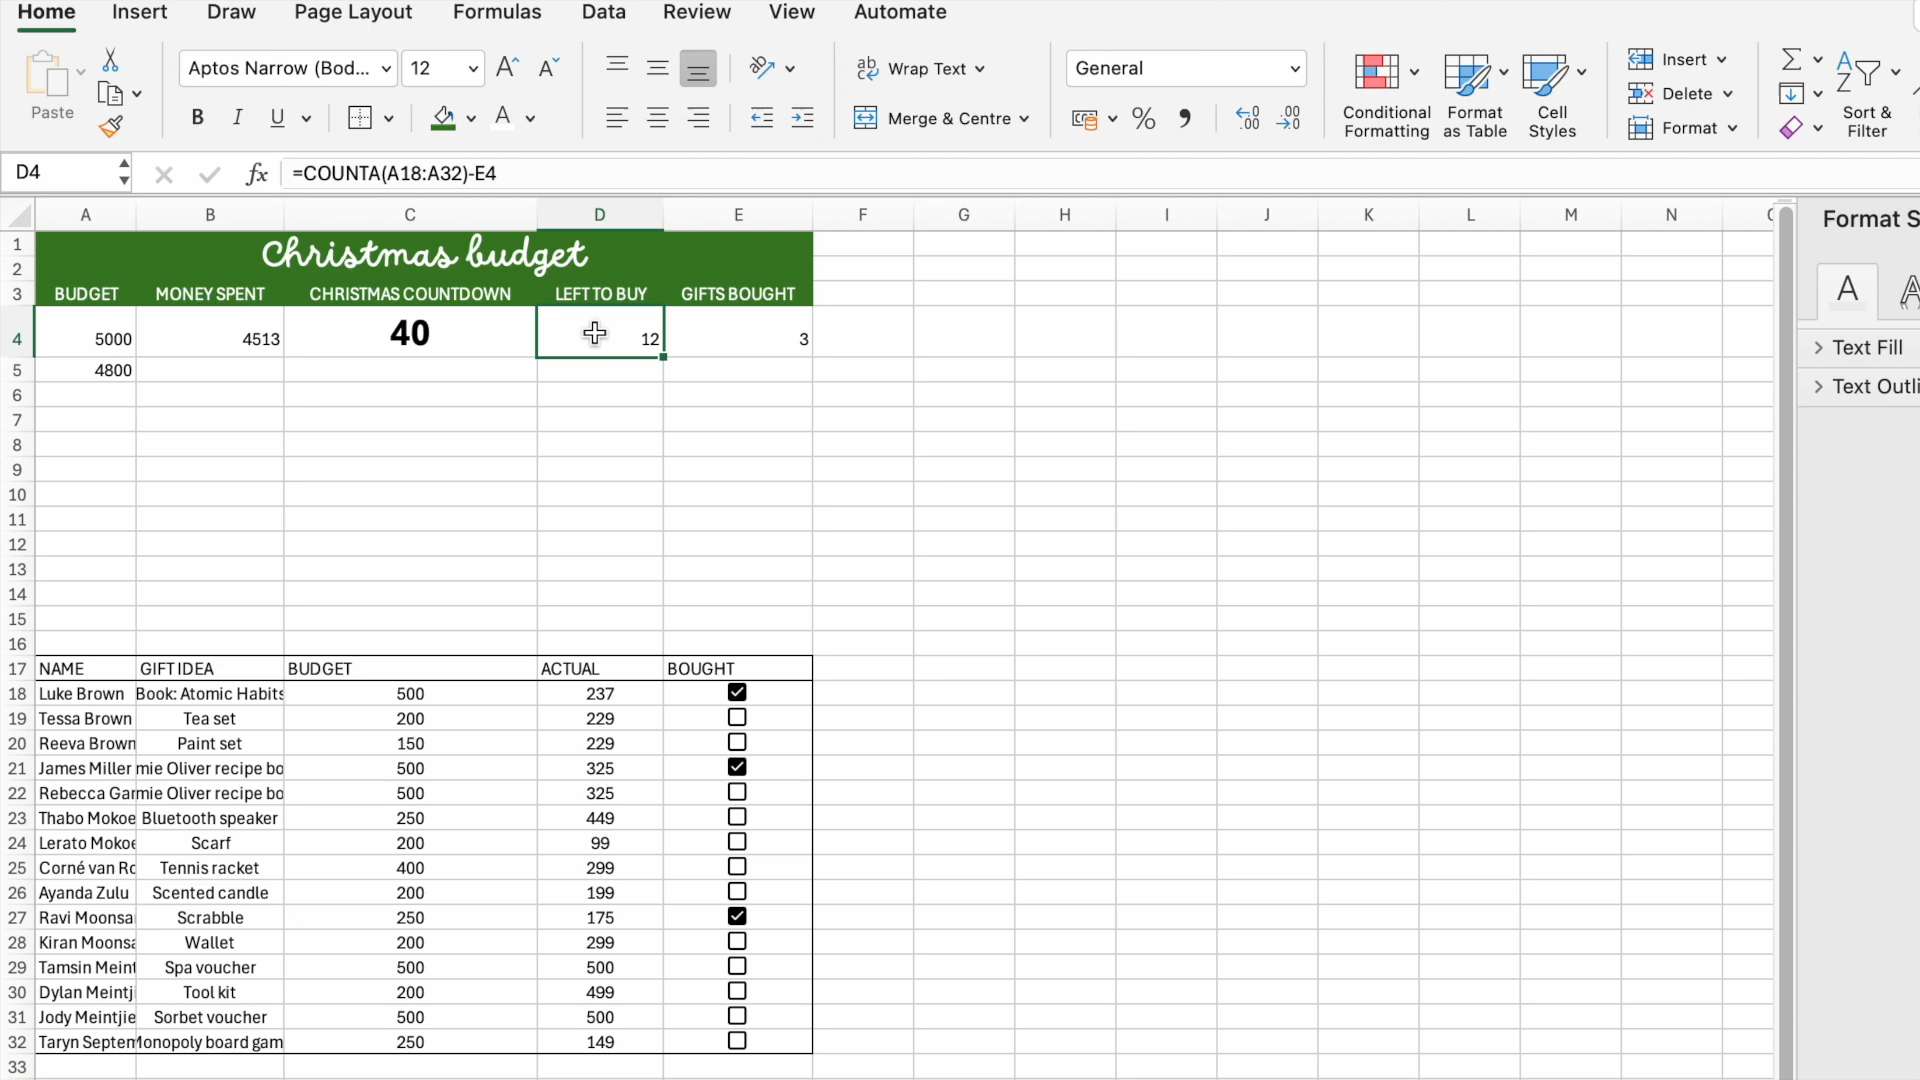 Home Insert Draw Page Layout Formulas Data Review View Automate
Aptos Narrow (Bod... 12 Wrap Text General Insert
Paste B I U A Merge & Centre % Conditional Formatting Format as Table Cell Styles Delete Format Sort & Filter
D4 fx =COUNTA(A18:A32)-E4
A B C D E F G H I J K L M N
Format S
Text Fill
Text Outli
1 Christmas budget
2
3 BUDGET MONEY SPENT CHRISTMAS COUNTDOWN LEFT TO BUY GIFTS BOUGHT
4 5000 4513 40 12 3
5 4800
6
7
8
9
10
11
12
13
14
15
16
17 NAME GIFT IDEA BUDGET ACTUAL BOUGHT
18 Luke Brown Book: Atomic Habits 500 237
19 Tessa Brown Tea set 200 229
20 Reeva Brown Paint set 150 229
21 James Miller mie Oliver recipe bo 500 325
22 Rebecca Gar mie Oliver recipe bo 500 325
23 Thabo Mokoe Bluetooth speaker 250 449
24 Lerato Mokoe Scarf 200 99
25 Corné van Ro Tennis racket 400 299
26 Ayanda Zulu Scented candle 200 199
27 Ravi Moonsa Scrabble 250 175
28 Kiran Moonsa Wallet 200 299
29 Tamsin Meint Spa voucher 500 500
30 Dylan Meintj Tool kit 200 499
31 Jody Meintjie Sorbet voucher 500 500
32 Taryn Septem Monopoly board gam 250 149
33